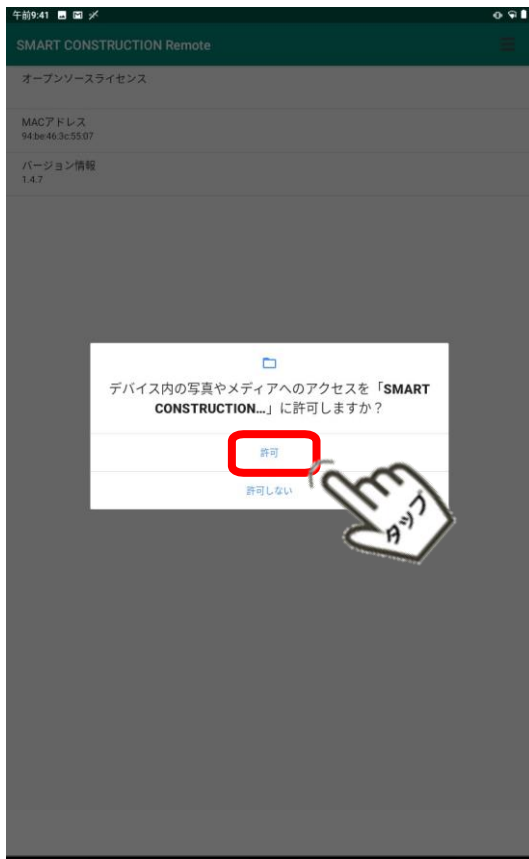 午前9:41
SMART CONSTRUCTION Remote
オープンソースライセンス
MACアドレス
94:be:46:3c:55:07
バージョン情報
1.4.7
デバイス内の写真やメディアへのアクセスを「SMART
CONSTRUCTION...」に許可しますか？
許可
許可しない
タップ